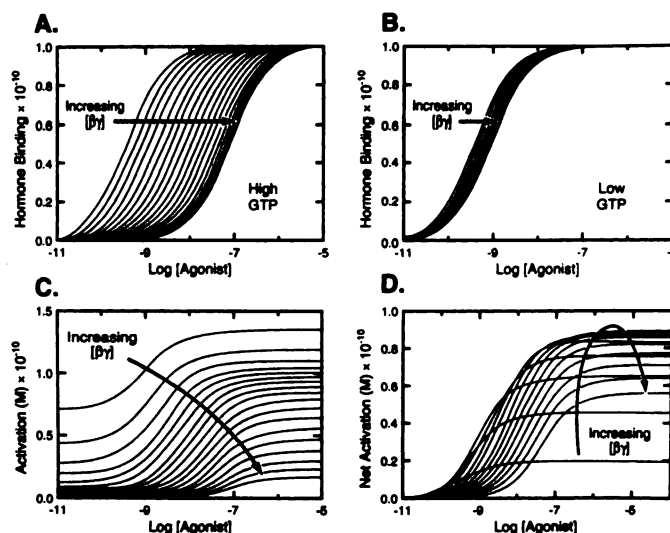 A.
Hormone Binding × 10⁻¹⁰
1.0
0.8
0.6
0.4
0.2
0.0
Increasing
[βγ]
High
GTP
-11
-9
-7
-5
Log [Agonist]
B.
Hormone Binding × 10⁻¹⁰
1.0
0.8
0.6
0.4
0.2
0.0
Increasing
[βγ]
Low
GTP
-11
-9
-7
-5
Log [Agonist]
C.
Activation (M) × 10⁻¹⁰
1.5
1.0
0.5
0.0
Increasing
[βγ]
-11
-9
-7
-5
Log [Agonist]
D.
Net Activation (M) × 10⁻¹⁰
1.0
0.8
0.6
0.4
0.2
0.0
Increasing
[βγ]
-11
-9
-7
-5
Log [Agonist]